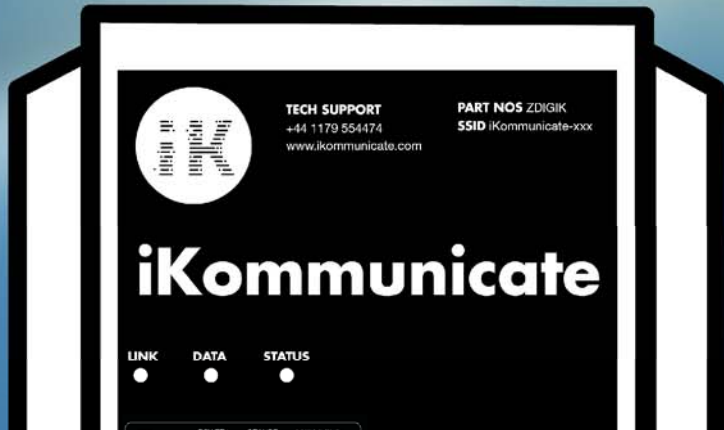 iK
TECH SUPPORT
+44 1179 554474
www.ikommunicate.com
PART NOS ZDIGIK
SSID iKommunicate-xxx
iKommunicate
LINK DATA STATUS